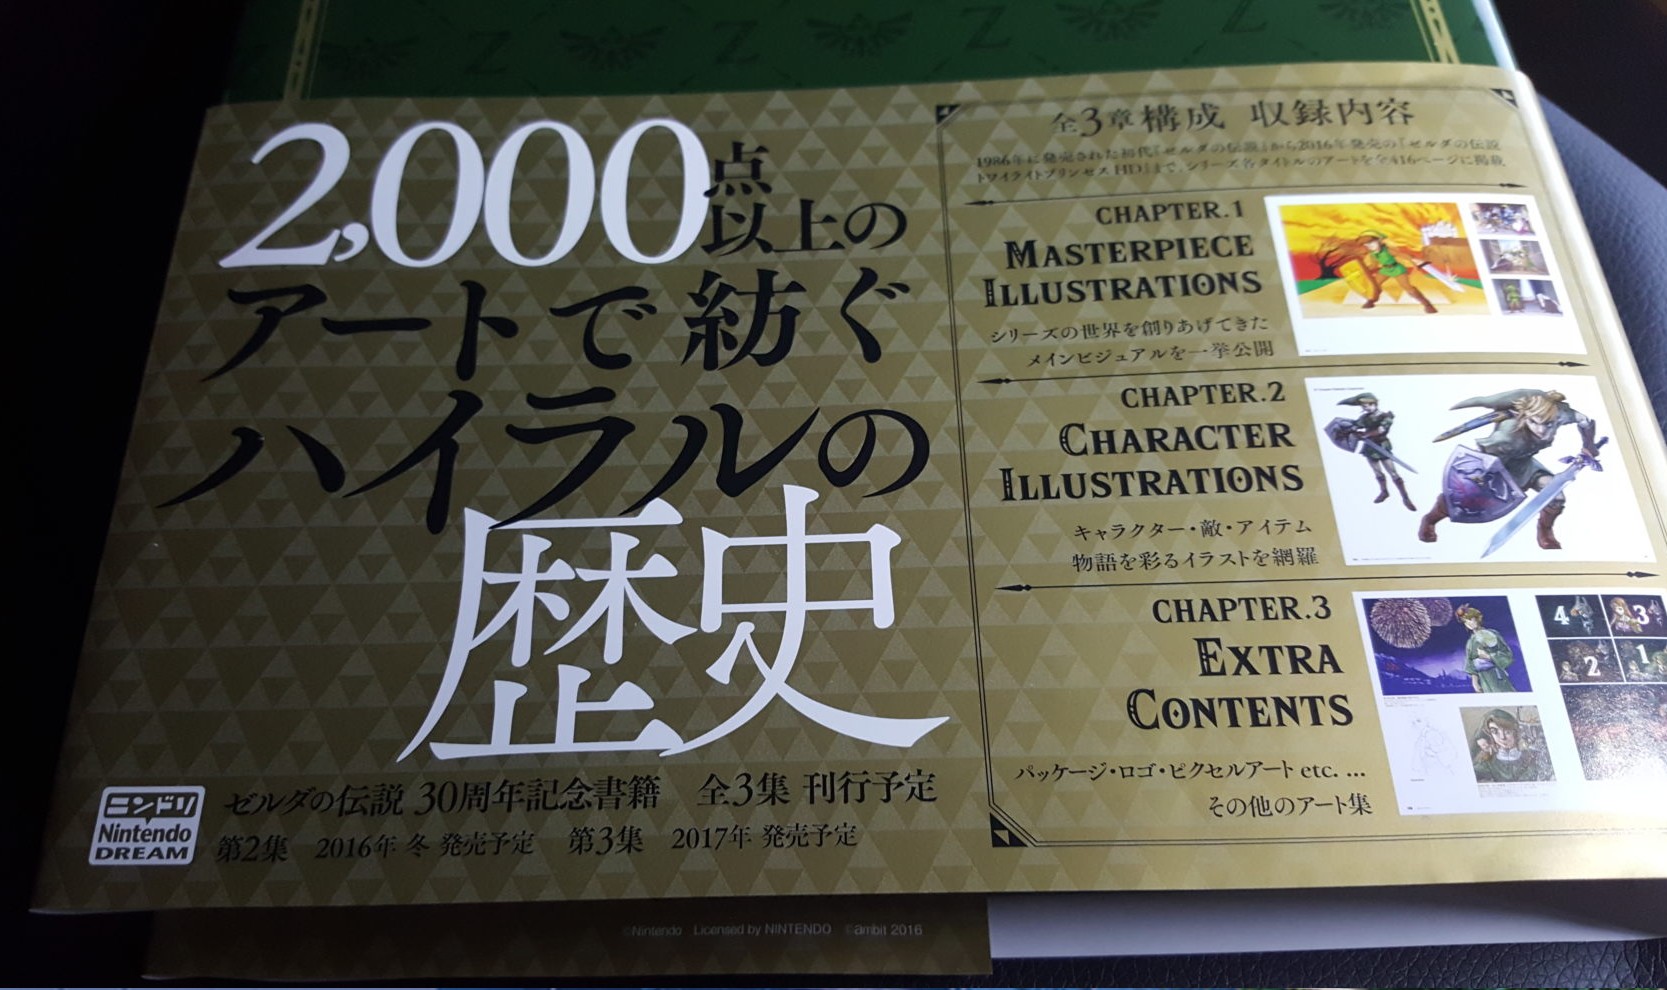 2,000点
以上の
アートで紡ぐ
ハイラルの
歴史
ゼルダの伝説 30周年記念書籍 全3集 刊行予定
第2集 2016年 冬 発売予定 第3集 2017年 発売予定
ニンドリ
Nintendo
DREAM
全3章構成 収録内容
1986年に発売された初代『ゼルダの伝説』から2016年発売の『ゼルダの伝説
トワイライトプリンセスHD』まで、シリーズ各タイトルのアートを全416ページに掲載
CHAPTER.1
MASTERPIECE
ILLUSTRATIONS
シリーズの世界を創りあげてきた
メインビジュアルを一挙公開
CHAPTER.2
CHARACTER
ILLUSTRATIONS
キャラクター・敵・アイテム
物語を彩るイラストを網羅
CHAPTER.3
EXTRA
CONTENTS
パッケージ・ロゴ・ピクセルアート etc. ...
その他のアート集
4 3
2 1
©Nintendo Licensed by NINTENDO ©ambit 2016